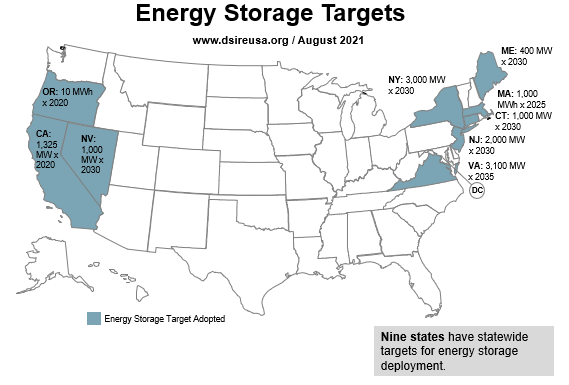 Energy Storage Targets
www.dsireusa.org / August 2021
ME: 400 MW
x 2030
NY: 3,000 MW
x 2030
OR: 10 MWh
x 2020
MA: 1,000
MWh x 2025
CT: 1,000 MW
x 2030
CA:
1,325
MW x
2020
NV:
1,000
MW x
2030
NJ: 2,000 MW
x 2030
VA: 3,100 MW
x 2035
DC
Energy Storage Target Adopted
Nine states have statewide
targets for energy storage
deployment.